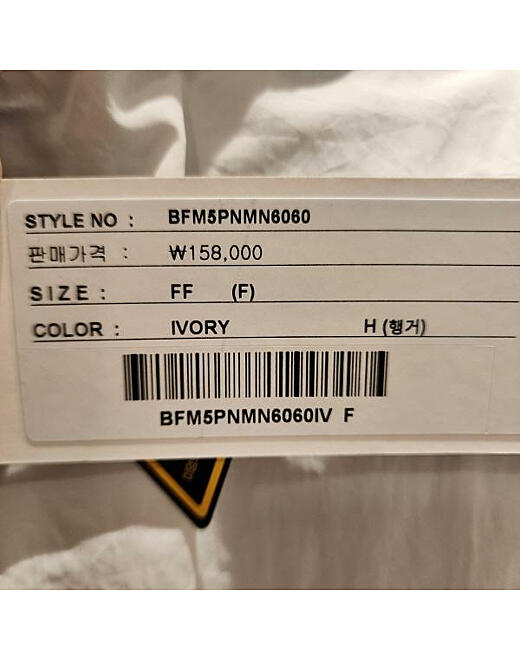 STYLE NO : BFM5PNMN6060
판매가격 : ₩158,000
SIZE : FF (F)
COLOR : IVORY H (행거)
BFM5PNMN6060IV F